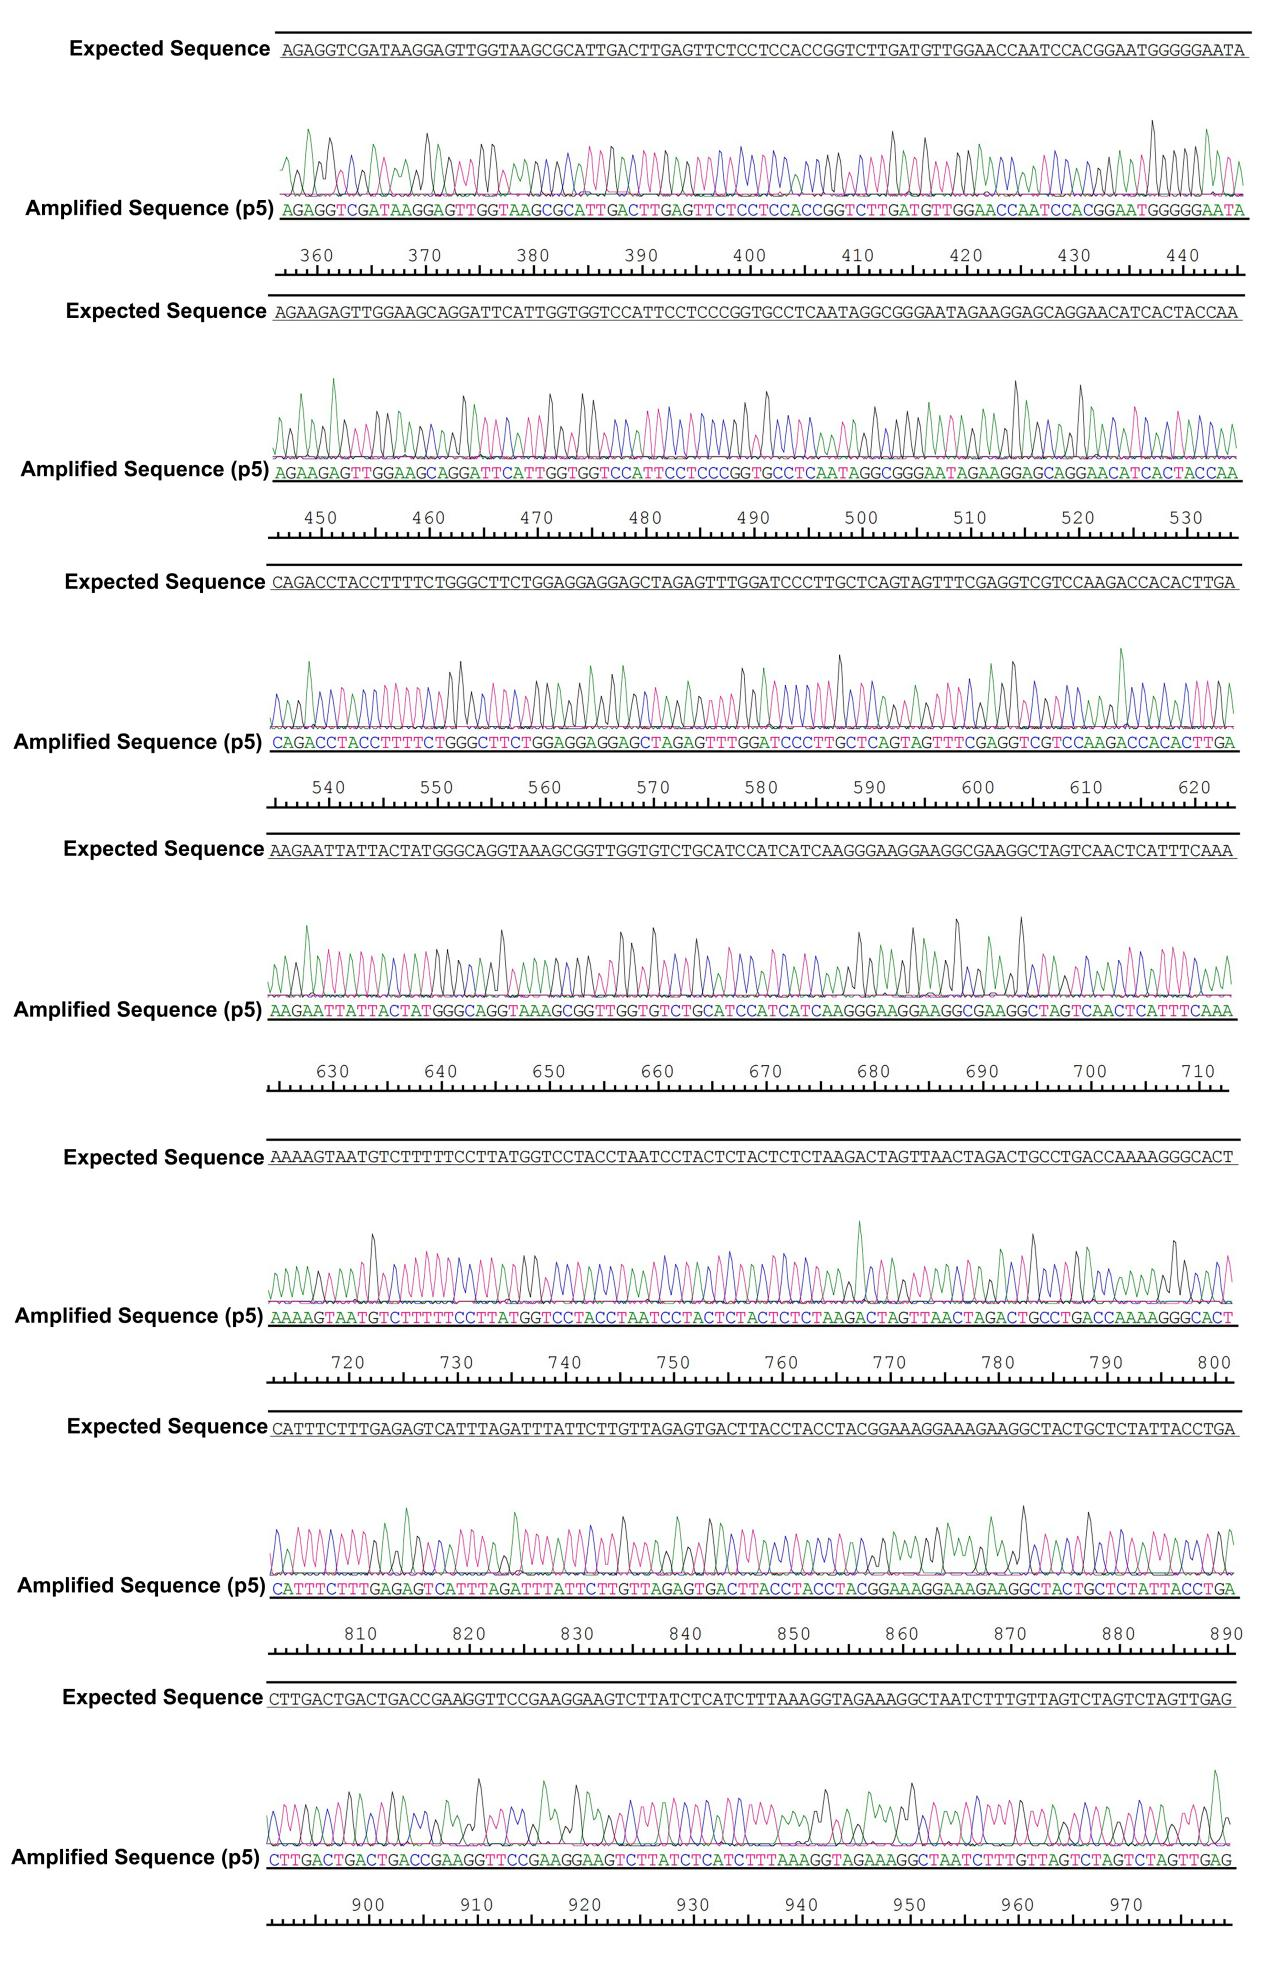 Expected Sequence AGAGGTCGATAAGGAGTTGGTAAGCGCATTGACTTGAGTTCTCCTCCACCGGTCTTGATGTTGGAACCAATCCACGGAATGGGGGAATA
Amplified Sequence (p5) AGAGGTCGATAAGGAGTTGGTAAGCGCATTGACTTGAGTTCTCCTCCACCGGTCTTGATGTTGGAACCAATCCACGGAATGGGGGAATA
360 370 380 390 400 410 420 430 440
Expected Sequence AGAAGAGTTGGAAGCAGGATTCATTGGTGGTCCATTCCTCCCGGTGCCTCAATAGGCGGGAATAGAAGGAGCAGGAACATCACTACCAA
Amplified Sequence (p5) AGAAGAGTTGGAAGCAGGATTCATTGGTGGTCCATTCCTCCCGGTGCCTCAATAGGCGGGAATAGAAGGAGCAGGAACATCACTACCAA
450 460 470 480 490 500 510 520 530
Expected Sequence CAGACCTACCTTTTCTGGGCTTCTGGAGGAGGAGCTAGAGTTTGGATCCCTTGCTCAGTAGTTTCGAGGTCGTCCAAGACCACACTTGA
Amplified Sequence (p5) CAGACCTACCTTTTCTGGGCTTCTGGAGGAGGAGCTAGAGTTTGGATCCCTTGCTCAGTAGTTTCGAGGTCGTCCAAGACCACACTTGA
540 550 560 570 580 590 600 610 620
Expected Sequence AAGAATTATTACTATGGGCAGGTAAAGCGGTTGGTGTCTGCATCCATCATCAAGGGAAGGAAGGCGAAGGCTAGTCAACTCATTTCAAA
Amplified Sequence (p5) AAGAATTATTACTATGGGCAGGTAAAGCGGTTGGTGTCTGCATCCATCATCAAGGGAAGGAAGGCGAAGGCTAGTCAACTCATTTCAAA
630 640 650 660 670 680 690 700 710
Expected Sequence AAAAGTAATGTCTTTTTCCTTATGGTCCTACCTAATCCTACTCTACTCTCTAAGACTAGTTAACTAGACTGCCTGACCAAAAGGGCACT
Amplified Sequence (p5) AAAAGTAATGTCTTTTTCCTTATGGTCCTACCTAATCCTACTCTACTCTCTAAGACTAGTTAACTAGACTGCCTGACCAAAAGGGCACT
720 730 740 750 760 770 780 790 800
Expected Sequence CATTTCTTTGAGAGTCATTTAGATTTATTCTTGTTAGAGTGACTTACCTACCTACGGAAAGGAAAGAAGGCTACTGCTCTATTACCTGA
Amplified Sequence (p5) CATTTCTTTGAGAGTCATTTAGATTTATTCTTGTTAGAGTGACTTACCTACCTACGGAAAGGAAAGAAGGCTACTGCTCTATTACCTGA
810 820 830 840 850 860 870 880 890
Expected Sequence CTTGACTGACTGACCGAAGGTTCCGAAGGAAGTCTTATCTCATCTTTAAAGGTAGAAAGGCTAATCTTTGTTAGTCTAGTCTAGTTGAG
Amplified Sequence (p5) CTTGACTGACTGACCGAAGGTTCCGAAGGAAGTCTTATCTCATCTTTAAAGGTAGAAAGGCTAATCTTTGTTAGTCTAGTCTAGTTGAG
900 910 920 930 940 950 960 970